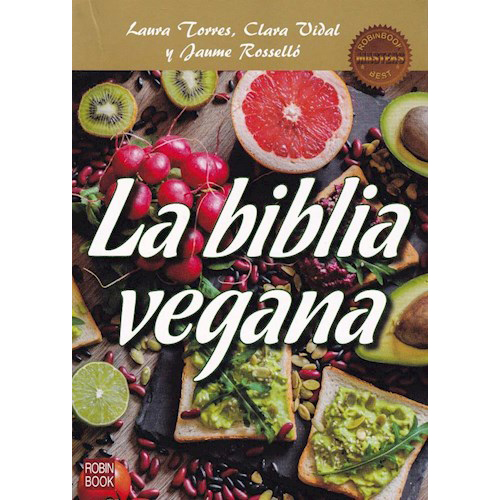 Laura Torres, Clara Vidal
y Jaume Rosselló
ROBINBOOK
MASTERS
BEST
La biblia
vegana
ROBIN
BOOK